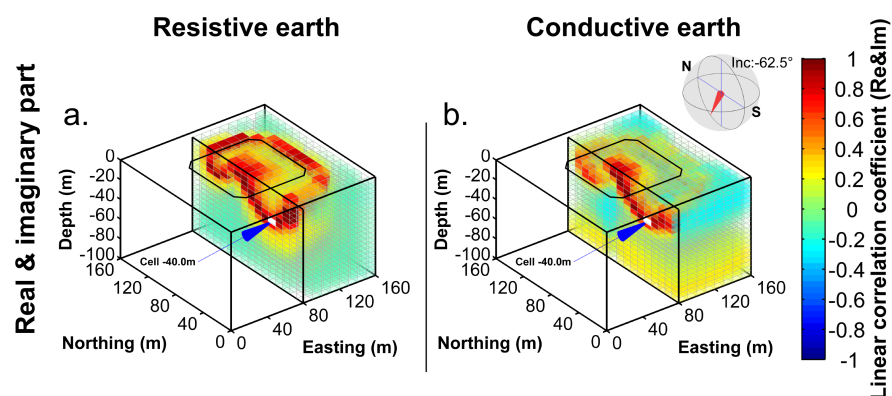 Resistive earth
Conductive earth
Real & imaginary part
a.
b.
N
S
Inc:-62.5°
Depth (m)
0
-20
-40
-60
-80
-100
160
120
80
40
0
Northing (m)
0
40
80
120
160
Easting (m)
Cell -40.0m
Depth (m)
0
-20
-40
-60
-80
-100
160
120
80
40
0
Northing (m)
0
40
80
120
160
Easting (m)
Cell -40.0m
1
0.8
0.6
0.4
0.2
0
-0.2
-0.4
-0.6
-0.8
-1
Linear correlation coefficient (Re&Im)